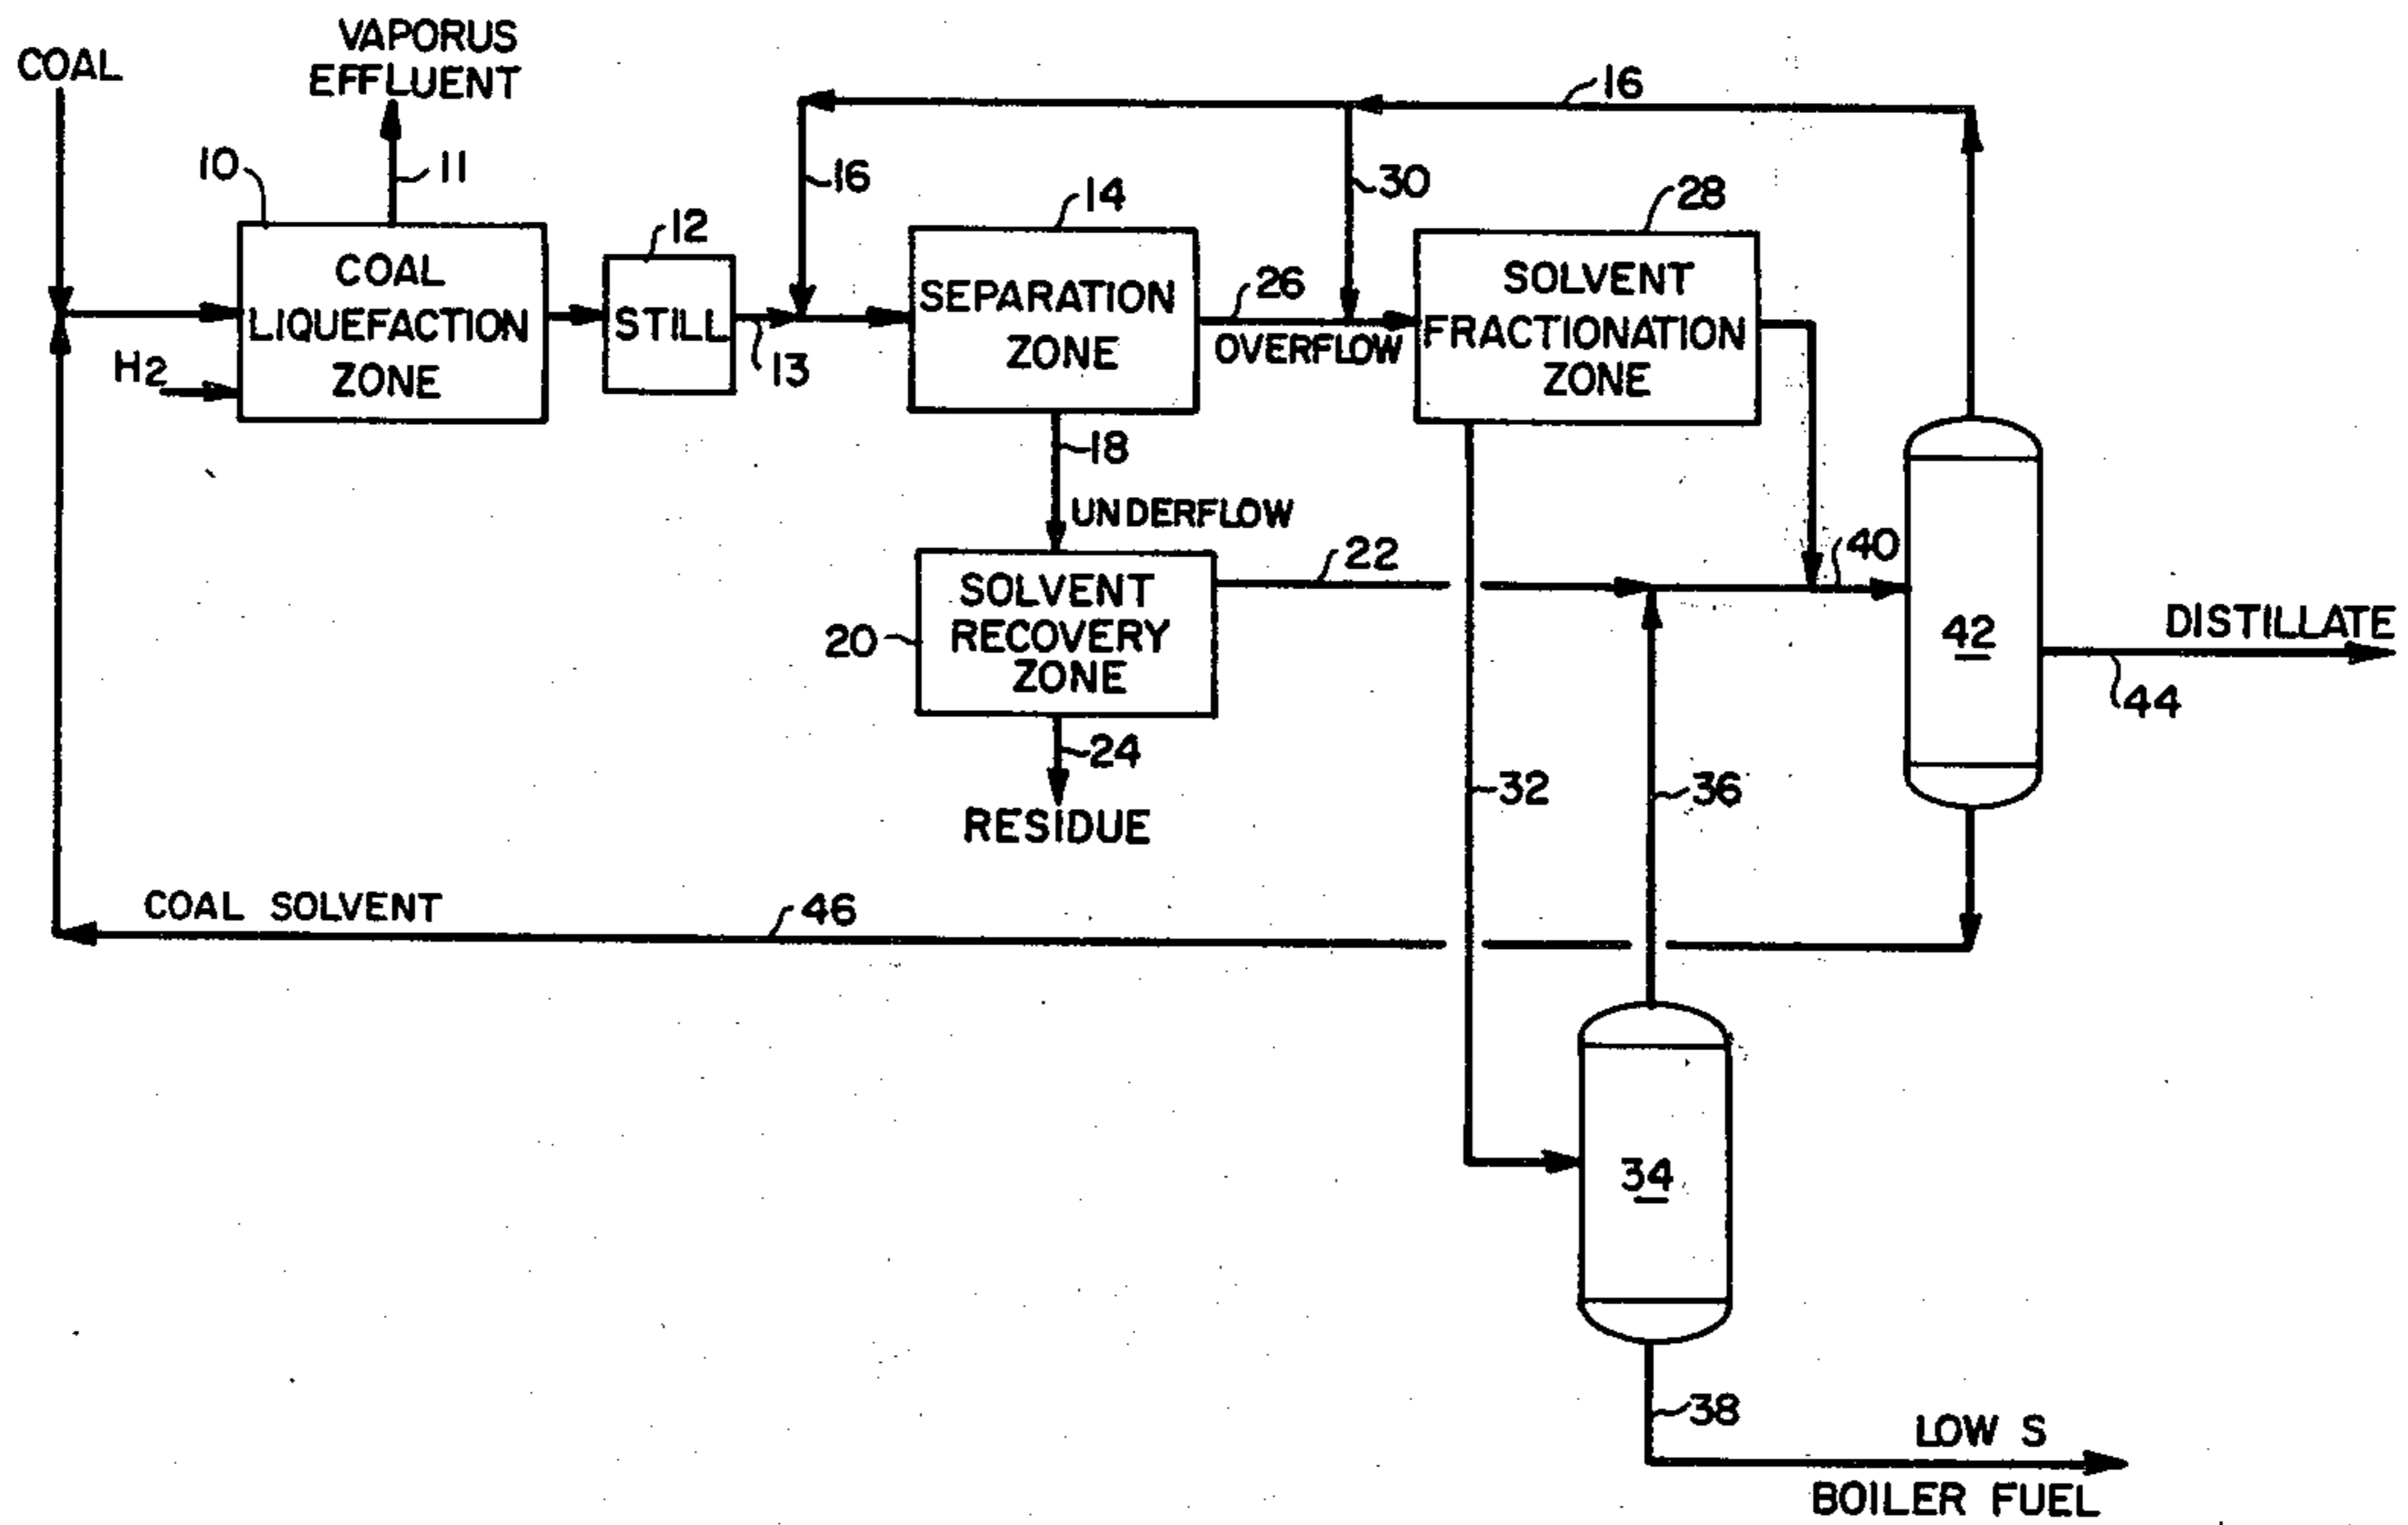 VAPORUS
EFFLUENT
COAL
16
10
11
16
30
14
28
12
COAL
LIQUEFACTION
ZONE
STILL
13
SEPARATION
ZONE
26
OVERFLOW
SOLVENT
FRACTIONATION
ZONE
H2
18
UNDERFLOW
22
40
SOLVENT
RECOVERY
ZONE
20
42
DISTILLATE
44
24
RESIDUE
32
36
COAL SOLVENT
46
34
38
LOW S
BOILER FUEL